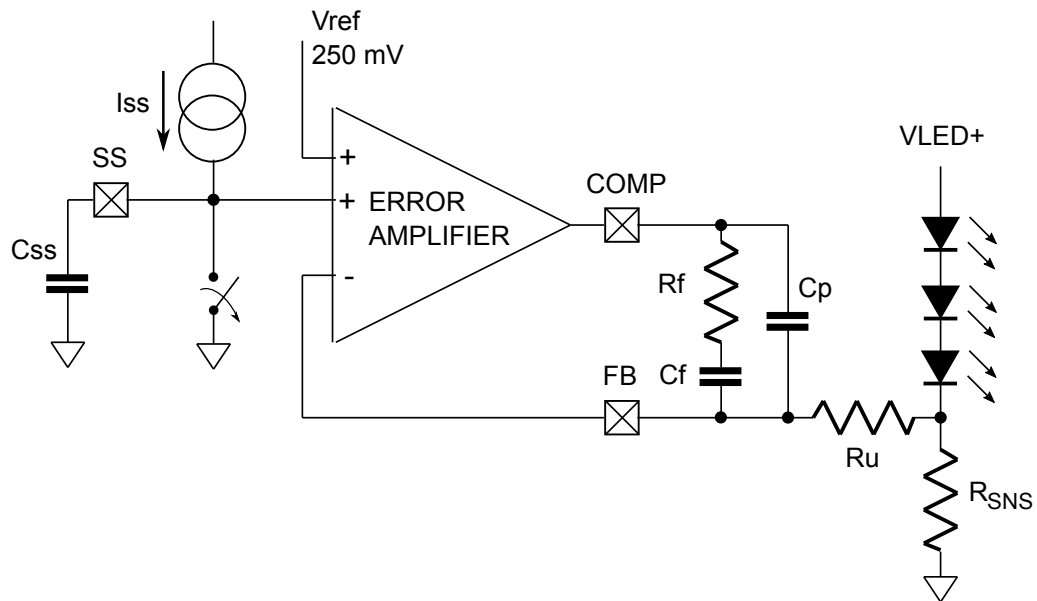 Vref
250 mV
Iss
SS
+
+
-
ERROR
AMPLIFIER
COMP
VLED+
Css
Rf
Cp
FB
Cf
Ru
RSNS